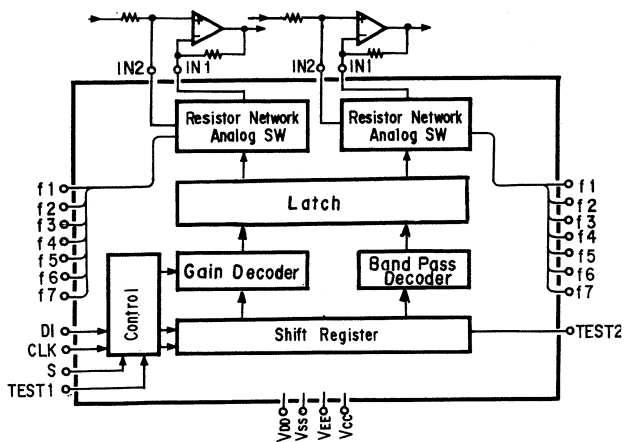 IN2 IN1 IN2 IN1
Resistor Network
Analog SW
Resistor Network
Analog SW
f1
f2
f3
f4
f5
f6
f7
f1
f2
f3
f4
f5
f6
f7
Latch
Gain Decoder
Band Pass
Decoder
Control
Shift Register
DI
CLK
S
TEST1
TEST2
VDD
VSS
VEE
VCC
+
−
+
−